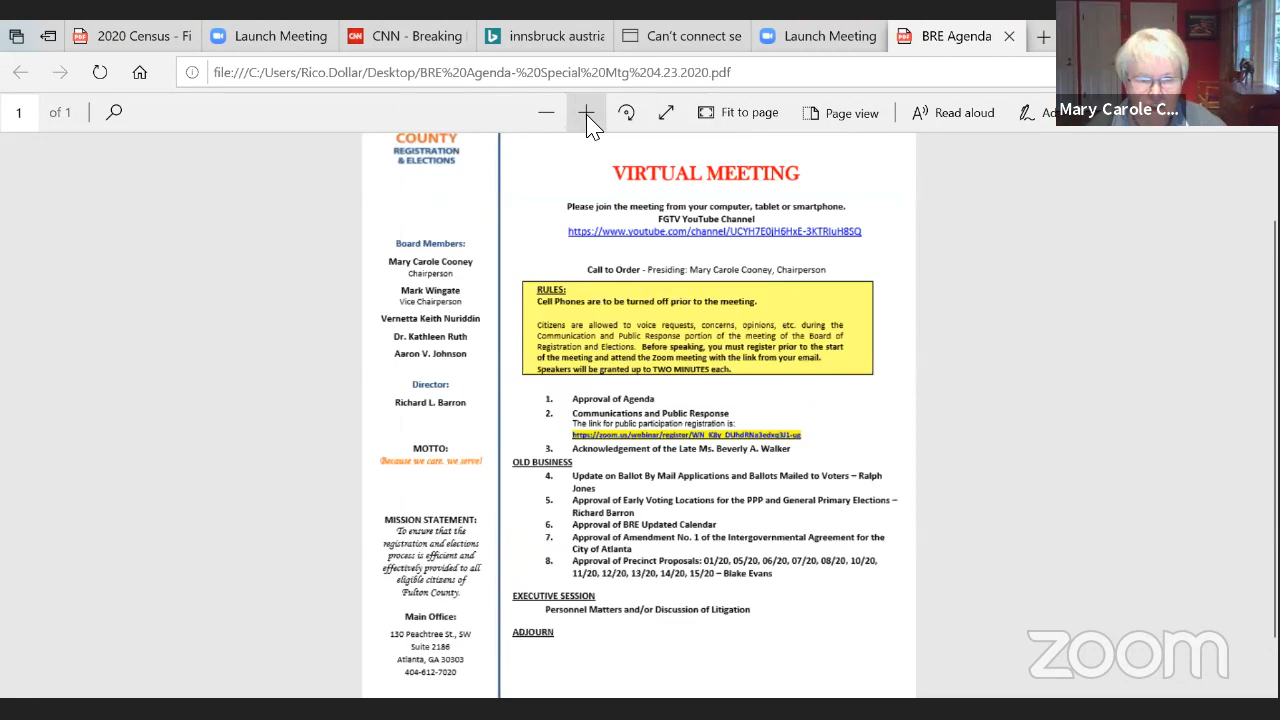 2020 Census - Fi
Launch Meeting
CNN - Breaking
innsbruck austria
Can't connect se
Launch Meeting
BRE Agenda
file:///C:/Users/Rico.Dollar/Desktop/BRE%20Agenda-%20Special%20Mtg%204.23.2020.pdf
1 of 1
Fit to page
Page view
Read aloud
Ad
Mary Carole C...
COUNTY
REGISTRATION
& ELECTIONS
Board Members:
Mary Carole Cooney
Chairperson
Mark Wingate
Vice Chairperson
Vernetta Keith Nuriddin
Dr. Kathleen Ruth
Aaron V. Johnson
Director:
Richard L. Barron
MOTTO:
Because we care, we serve!
MISSION STATEMENT:
To ensure that the
registration and elections
process is efficient and
effectively provided to all
eligible citizens of
Fulton County.
Main Office:
130 Peachtree St., SW
Suite 2186
Atlanta, GA 30303
404-612-7020
VIRTUAL MEETING
Please join the meeting from your computer, tablet or smartphone.
FGTV YouTube Channel
https://www.youtube.com/channel/UCYH7E0jH6HxE-3KTRIuH8SQ
Call to Order - Presiding: Mary Carole Cooney, Chairperson
RULES:
Cell Phones are to be turned off prior to the meeting.
Citizens are allowed to voice requests, concerns, opinions, etc. during the
Communication and Public Response portion of the meeting of the Board of
Registration and Elections. Before speaking, you must register prior to the start
of the meeting and attend the Zoom meeting with the link from your email.
Speakers will be granted up to TWO MINUTES each.
1. Approval of Agenda
2. Communications and Public Response
The link for public participation registration is:
3. Acknowledgement of the Late Ms. Beverly A. Walker
OLD BUSINESS
4. Update on Ballot By Mail Applications and Ballots Mailed to Voters – Ralph
Jones
5. Approval of Early Voting Locations for the PPP and General Primary Elections –
Richard Barron
6. Approval of BRE Updated Calendar
7. Approval of Amendment No. 1 of the Intergovernmental Agreement for the
City of Atlanta
8. Approval of Precinct Proposals: 01/20, 05/20, 06/20, 07/20, 08/20, 10/20,
11/20, 12/20, 13/20, 14/20, 15/20 – Blake Evans
EXECUTIVE SESSION
Personnel Matters and/or Discussion of Litigation
ADJOURN
zoom